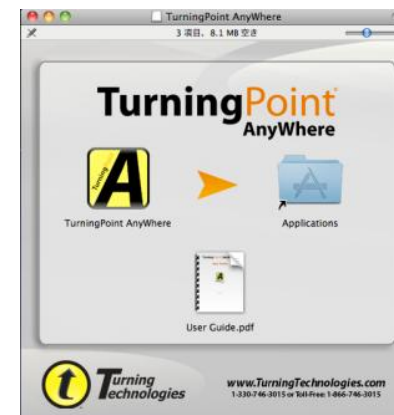 TurningPoint AnyWhere
3 項目、8.1 MB 空き
TurningPoint
AnyWhere
TurningPoint AnyWhere
Applications
User Guide.pdf
Turning
Technologies
www.TurningTechnologies.com
1-330-746-3015 or Toll-Free: 1-866-746-3015